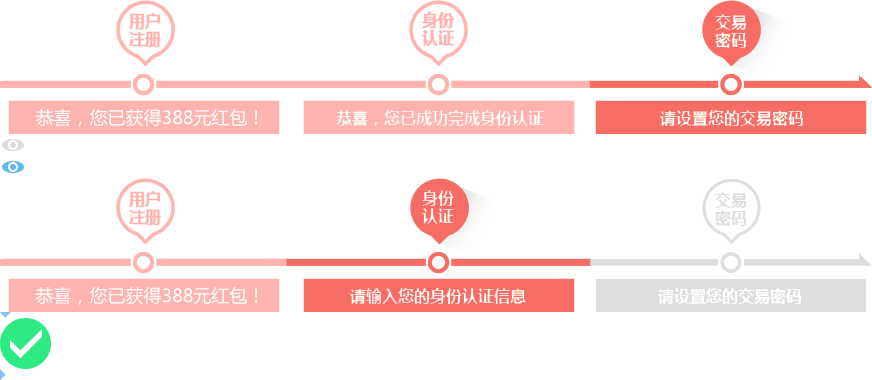 用户
注册
身份
认证
交易
密码
恭喜，您已获得388元红包！
恭喜，您已成功完成身份认证
请设置您的交易密码
用户
注册
身份
认证
交易
密码
恭喜，您已获得388元红包！
请输入您的身份认证信息
请设置您的交易密码